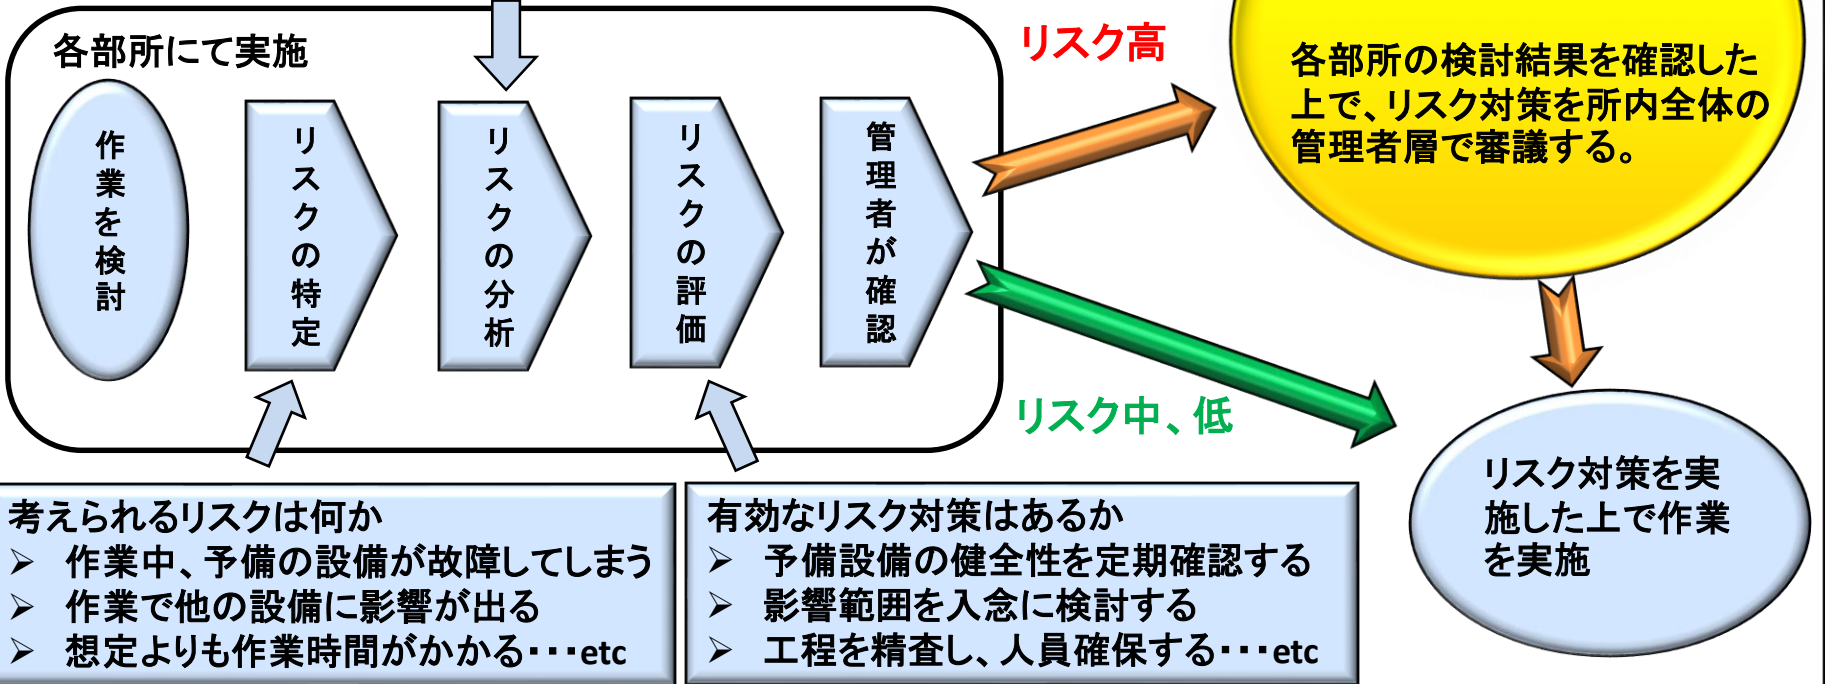 各部所にて実施
作業を検討
リスクの特定
リスクの分析
リスクの評価
管理者が確認
リスク高
各部所の検討結果を確認した
上で、リスク対策を所内全体の
管理者層で審議する。
リスク中、低
リスク対策を実
施した上で作業
を実施
考えられるリスクは何か
➢ 作業中、予備の設備が故障してしまう
➢ 作業で他の設備に影響が出る
➢ 想定よりも作業時間がかかる・・・etc
有効なリスク対策はあるか
➢ 予備設備の健全性を定期確認する
➢ 影響範囲を入念に検討する
➢ 工程を精査し、人員確保する・・・etc